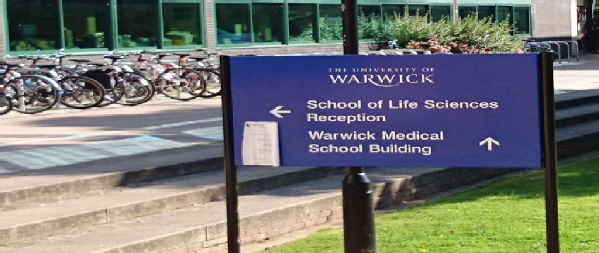 THE UNIVERSITY OF
WARWICK
School of Life Sciences
Reception
Warwick Medical
School Building